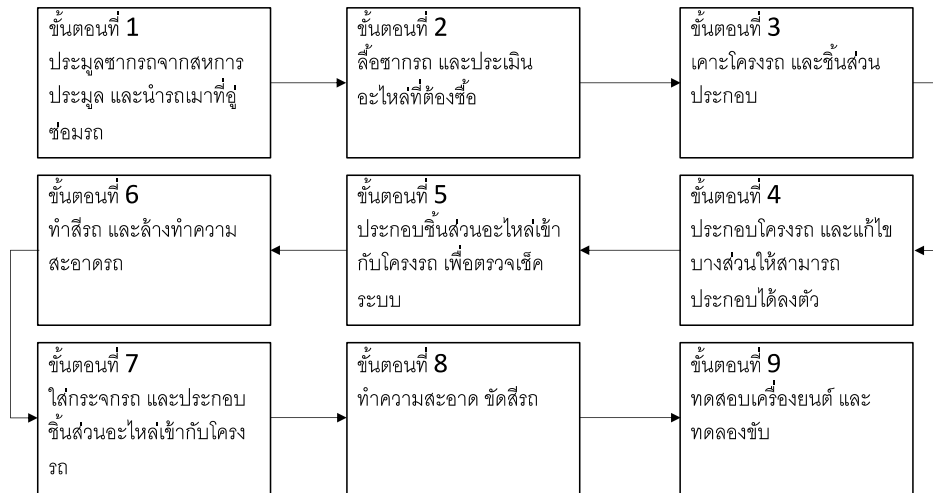 ขั้นตอนที่ 1
ประมูลซากรถจากสหการ
ประมูล และนำรถเมาที่อู่
ซ่อมรถ
ขั้นตอนที่ 2
ลื้อซากรถ และประเมิน
อะไหล่ที่ต้องซื้อ
ขั้นตอนที่ 3
เคาะโครงรถ และชิ้นส่วน
ประกอบ
ขั้นตอนที่ 4
ประกอบโครงรถ และแก้ไข
บางส่วนให้สามารถ
ประกอบได้ลงตัว
ขั้นตอนที่ 5
ประกอบชิ้นส่วนอะไหล่เข้า
กับโครงรถ เพื่อตรวจเช็ค
ระบบ
ขั้นตอนที่ 6
ทำสีรถ และล้างทำความ
สะอาดรถ
ขั้นตอนที่ 7
ใส่กระจกรถ และประกอบ
ชิ้นส่วนอะไหล่เข้ากับโครง
รถ
ขั้นตอนที่ 8
ทำความสะอาด ขัดสีรถ
ขั้นตอนที่ 9
ทดสอบเครื่องยนต์ และ
ทดลองขับ